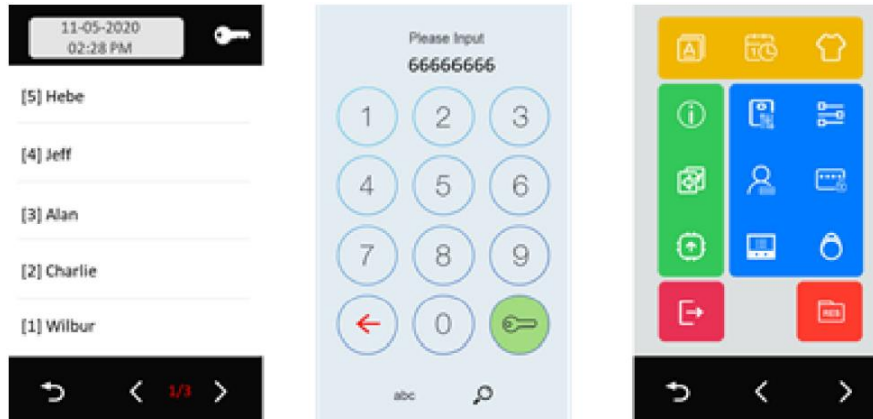 11-05-2020
02:28 PM
[5] Hebe
[4] Jeff
[3] Alan
[2] Charlie
[1] Wilbur
1/3
Please Input
66666666
1 2 3
4 5 6
7 8 9
0
abc
A
RES